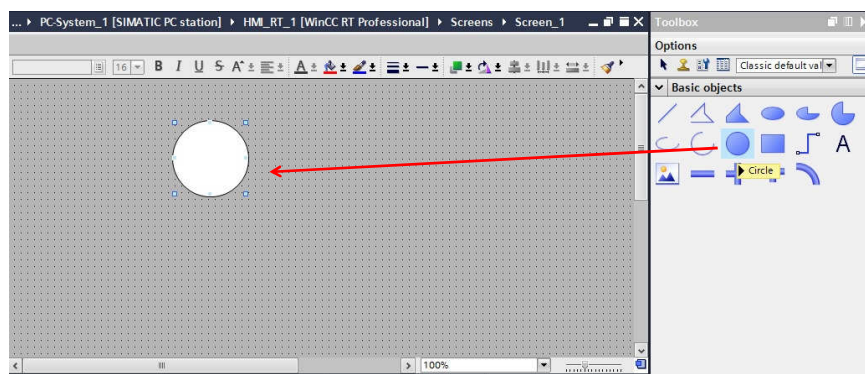 ... ▸ PC-System_1 [SIMATIC PC station] ▸ HMI_RT_1 [WinCC RT Professional] ▸ Screens ▸ Screen_1
Toolbox
Options
16 B I U S A A
Classic default val
Basic objects
A
Circle
100%